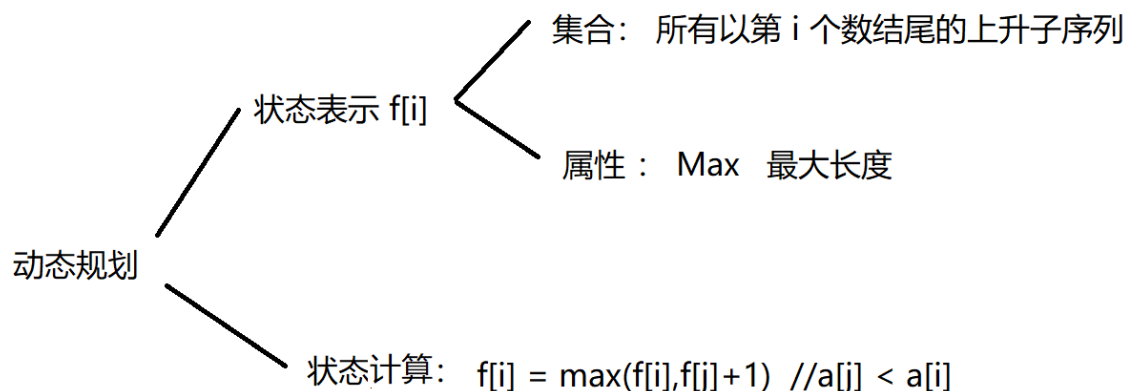 集合： 所有以第 i 个数结尾的上升子序列
状态表示 f[i]
属性： Max 最大长度
动态规划
状态计算： f[i] = max(f[i],f[j]+1) //a[j] < a[i]